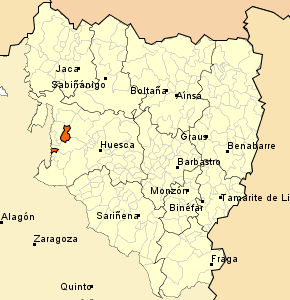 Jaca
Sabiñánigo
Boltaña
Aínsa
Graus
Benabarre
Huesca
Barbastro
Monzón
Tamarite de Li
Binéfar
Sariñena
Alagón
Zaragoza
Fraga
Quinto